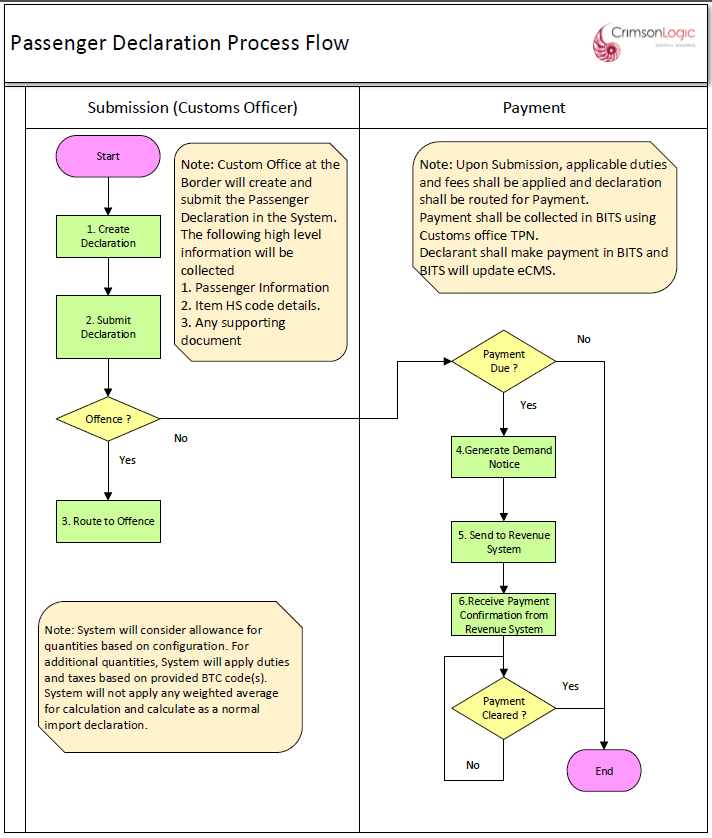 Passenger Declaration Process Flow
CrimsonLogic
Submission (Customs Officer)
Payment
Start
Note: Custom Office at the
Border will create and
submit the Passenger
Declaration in the System.
The following high level
information will be
collected
1. Passenger Information
2. Item HS code details.
3. Any supporting
document
Note: Upon Submission, applicable duties
and fees shall be applied and declaration
shall be routed for Payment.
Payment shall be collected in BITS using
Customs office TPN.
Declarant shall make payment in BITS and
BITS will update eCMS.
1. Create
Declaration
2. Submit
Declaration
Offence ?
No
Yes
3. Route to Offence
Payment
Due ?
No
Yes
4.Generate Demand
Notice
5. Send to Revenue
System
6.Receive Payment
Confirmation from
Revenue System
Payment
Cleared ?
Yes
No
End
Note: System will consider allowance for
quantities based on configuration. For
additional quantities, System will apply duties
and taxes based on provided BTC code(s).
System will not apply any weighted average
for calculation and calculate as a normal
import declaration.